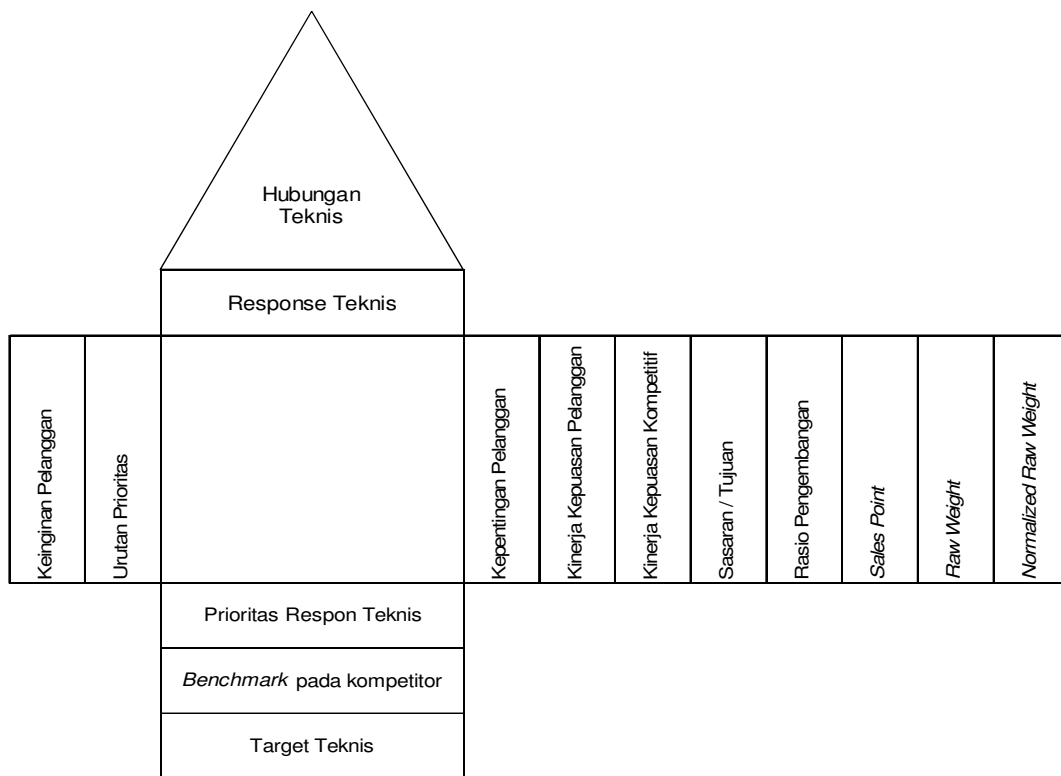 Hubungan
Teknis
Response Teknis
Keinginan Pelanggan
Urutan Prioritas
Kepentingan Pelanggan
Kinerja Kepuasan Pelanggan
Kinerja Kepuasan Kompetitif
Sasaran / Tujuan
Rasio Pengembangan
Sales Point
Raw Weight
Normalized Raw Weight
Prioritas Respon Teknis
Benchmark pada kompetitor
Target Teknis